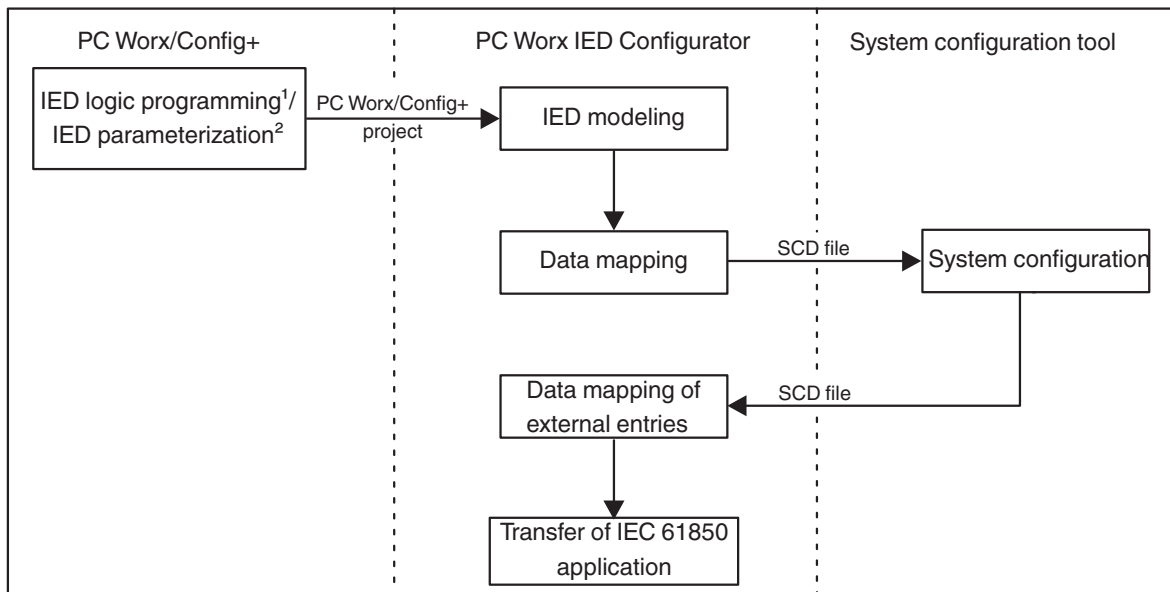 PC Worx/Config+
PC Worx IED Configurator
System configuration tool
IED logic programming¹/
IED parameterization²
PC Worx/Config+
project
IED modeling
Data mapping
SCD file
System configuration
Data mapping of
external entries
SCD file
Transfer of IEC 61850
application